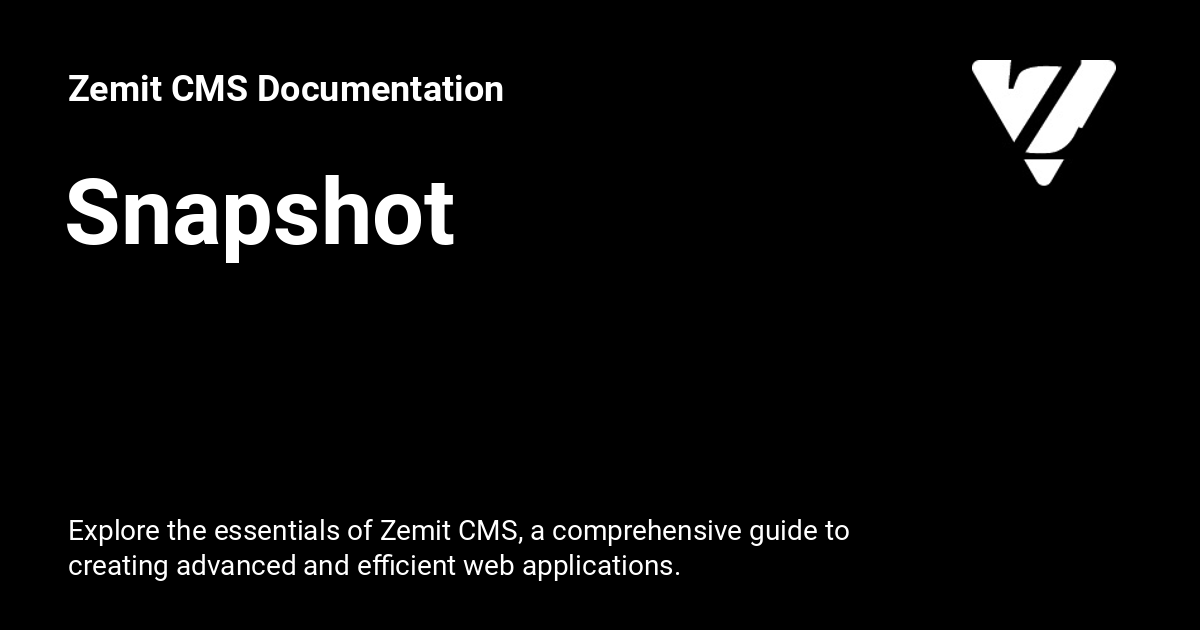 Zemit CMS Documentation
Snapshot
Explore the essentials of Zemit CMS, a comprehensive guide to
creating advanced and efficient web applications.